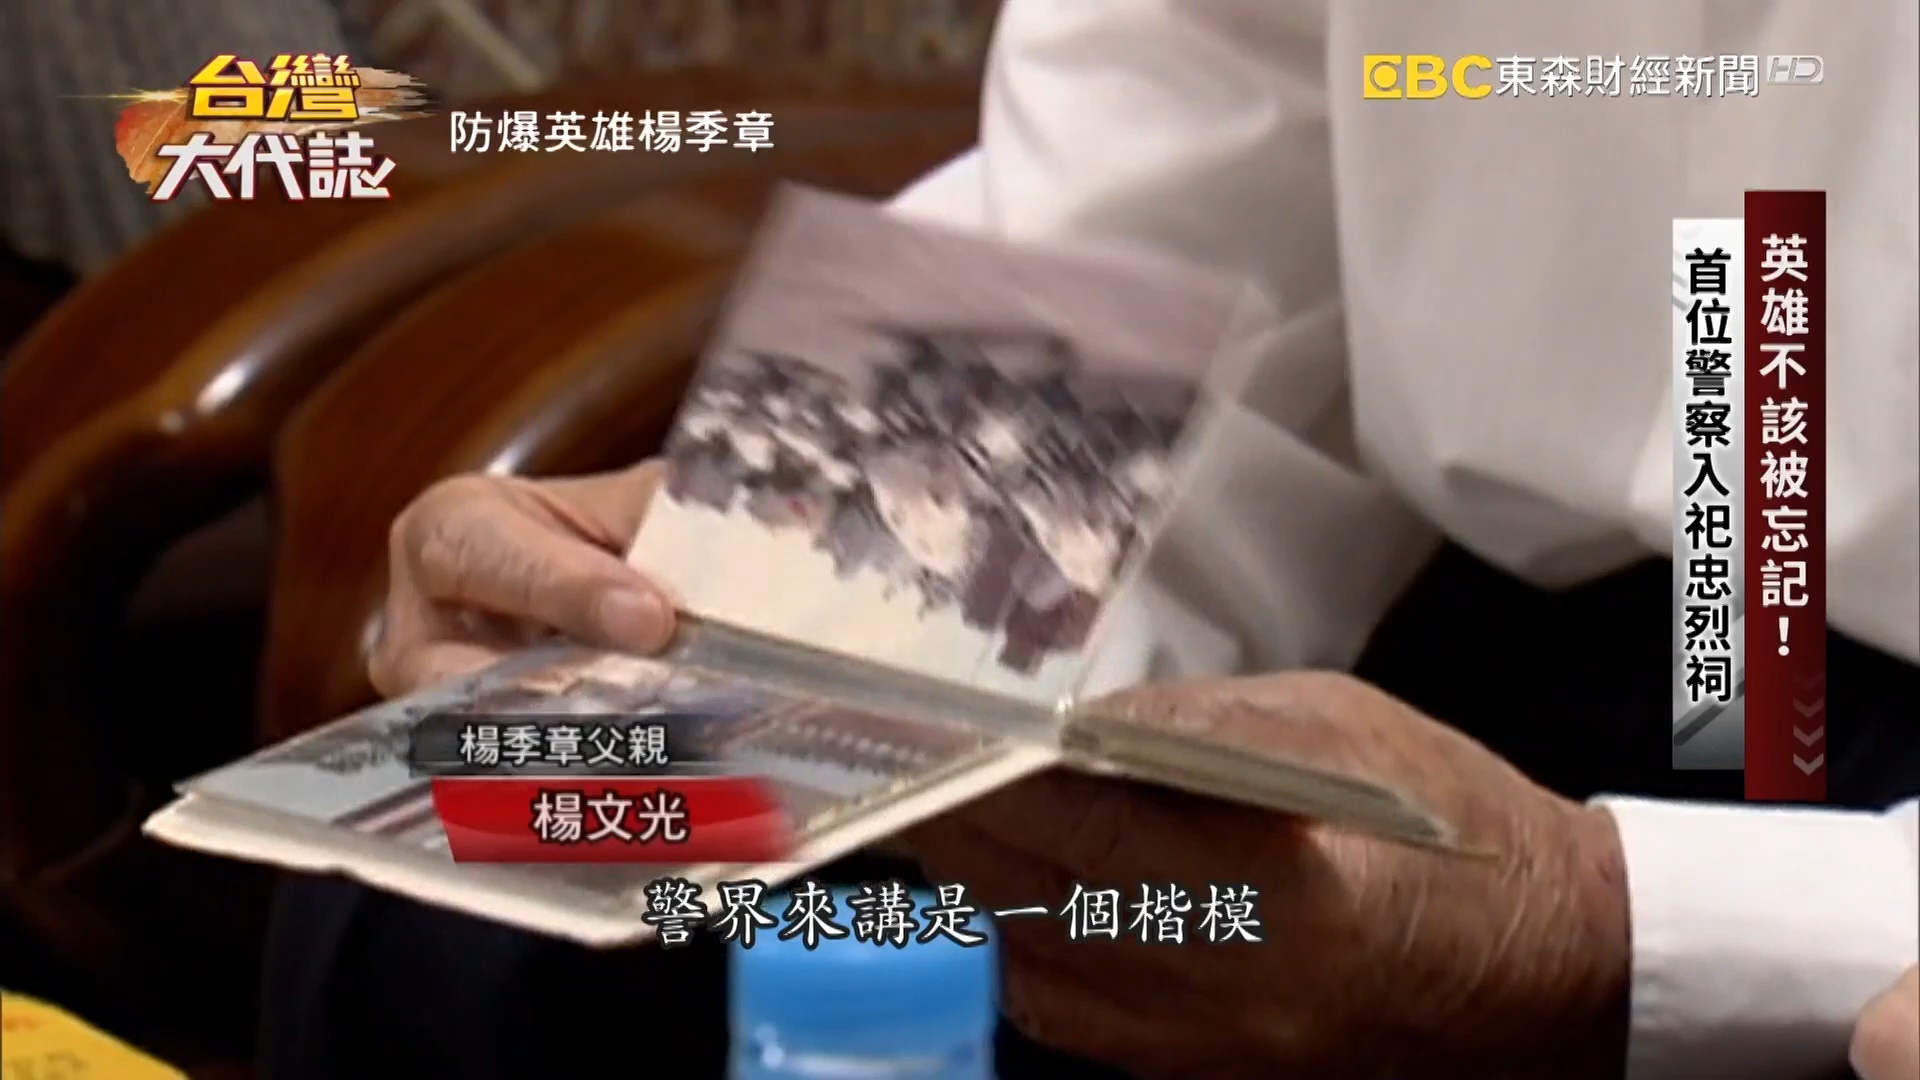 台灣
大代誌
防爆英雄楊季章
EBC東森財經新聞HD
英雄不該被忘記！
首位警察入祀忠烈祠
楊季章父親
楊文光
警界來講是一個楷模